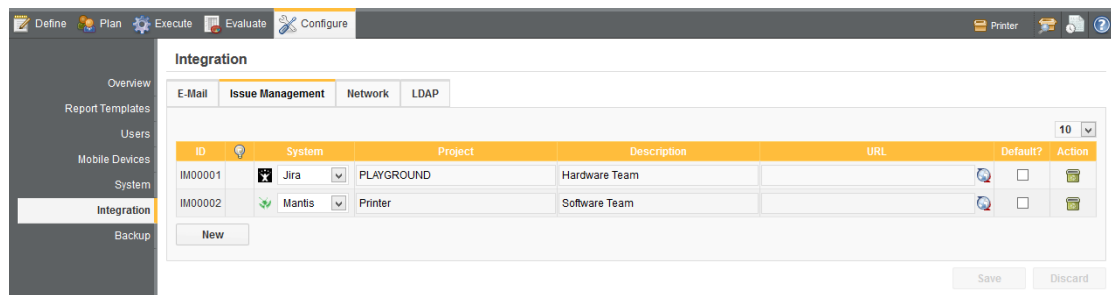 Define Plan Execute Evaluate Configure Printer
Integration
Overview
Report Templates
Users
Mobile Devices
System
Integration
Backup
E-Mail Issue Management Network LDAP
10
ID System Project Description URL Default? Action
IM00001 Jira PLAYGROUND Hardware Team
IM00002 Mantis Printer Software Team
New
Save Discard